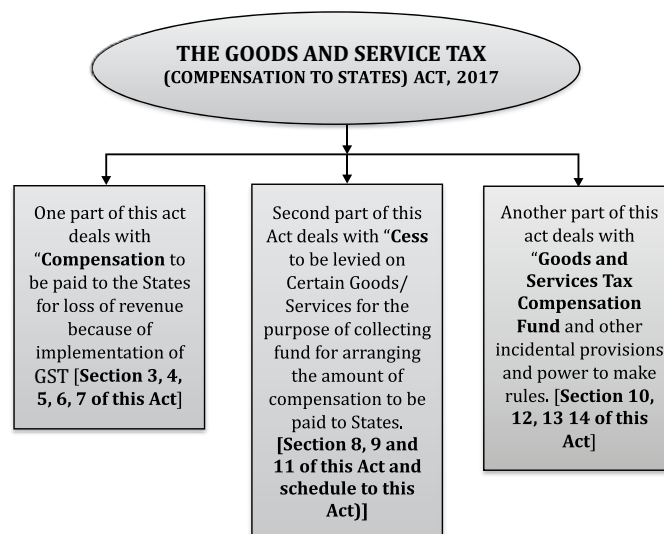 THE GOODS AND SERVICE TAX
(COMPENSATION TO STATES) ACT, 2017
One part of this act
deals with
“Compensation to
be paid to the States
for loss of revenue
because of
implementation of
GST [Section 3, 4,
5, 6, 7 of this Act]
Second part of this
Act deals with “Cess
to be levied on
Certain Goods/
Services for the
purpose of collecting
fund for arranging
the amount of
compensation to be
paid to States.
[Section 8, 9 and
11 of this Act and
schedule to this
Act)]
Another part of this
act deals with
“Goods and
Services Tax
Compensation
Fund and other
incidental provisions
and power to make
rules. [Section 10,
12, 13 14 of this
Act]